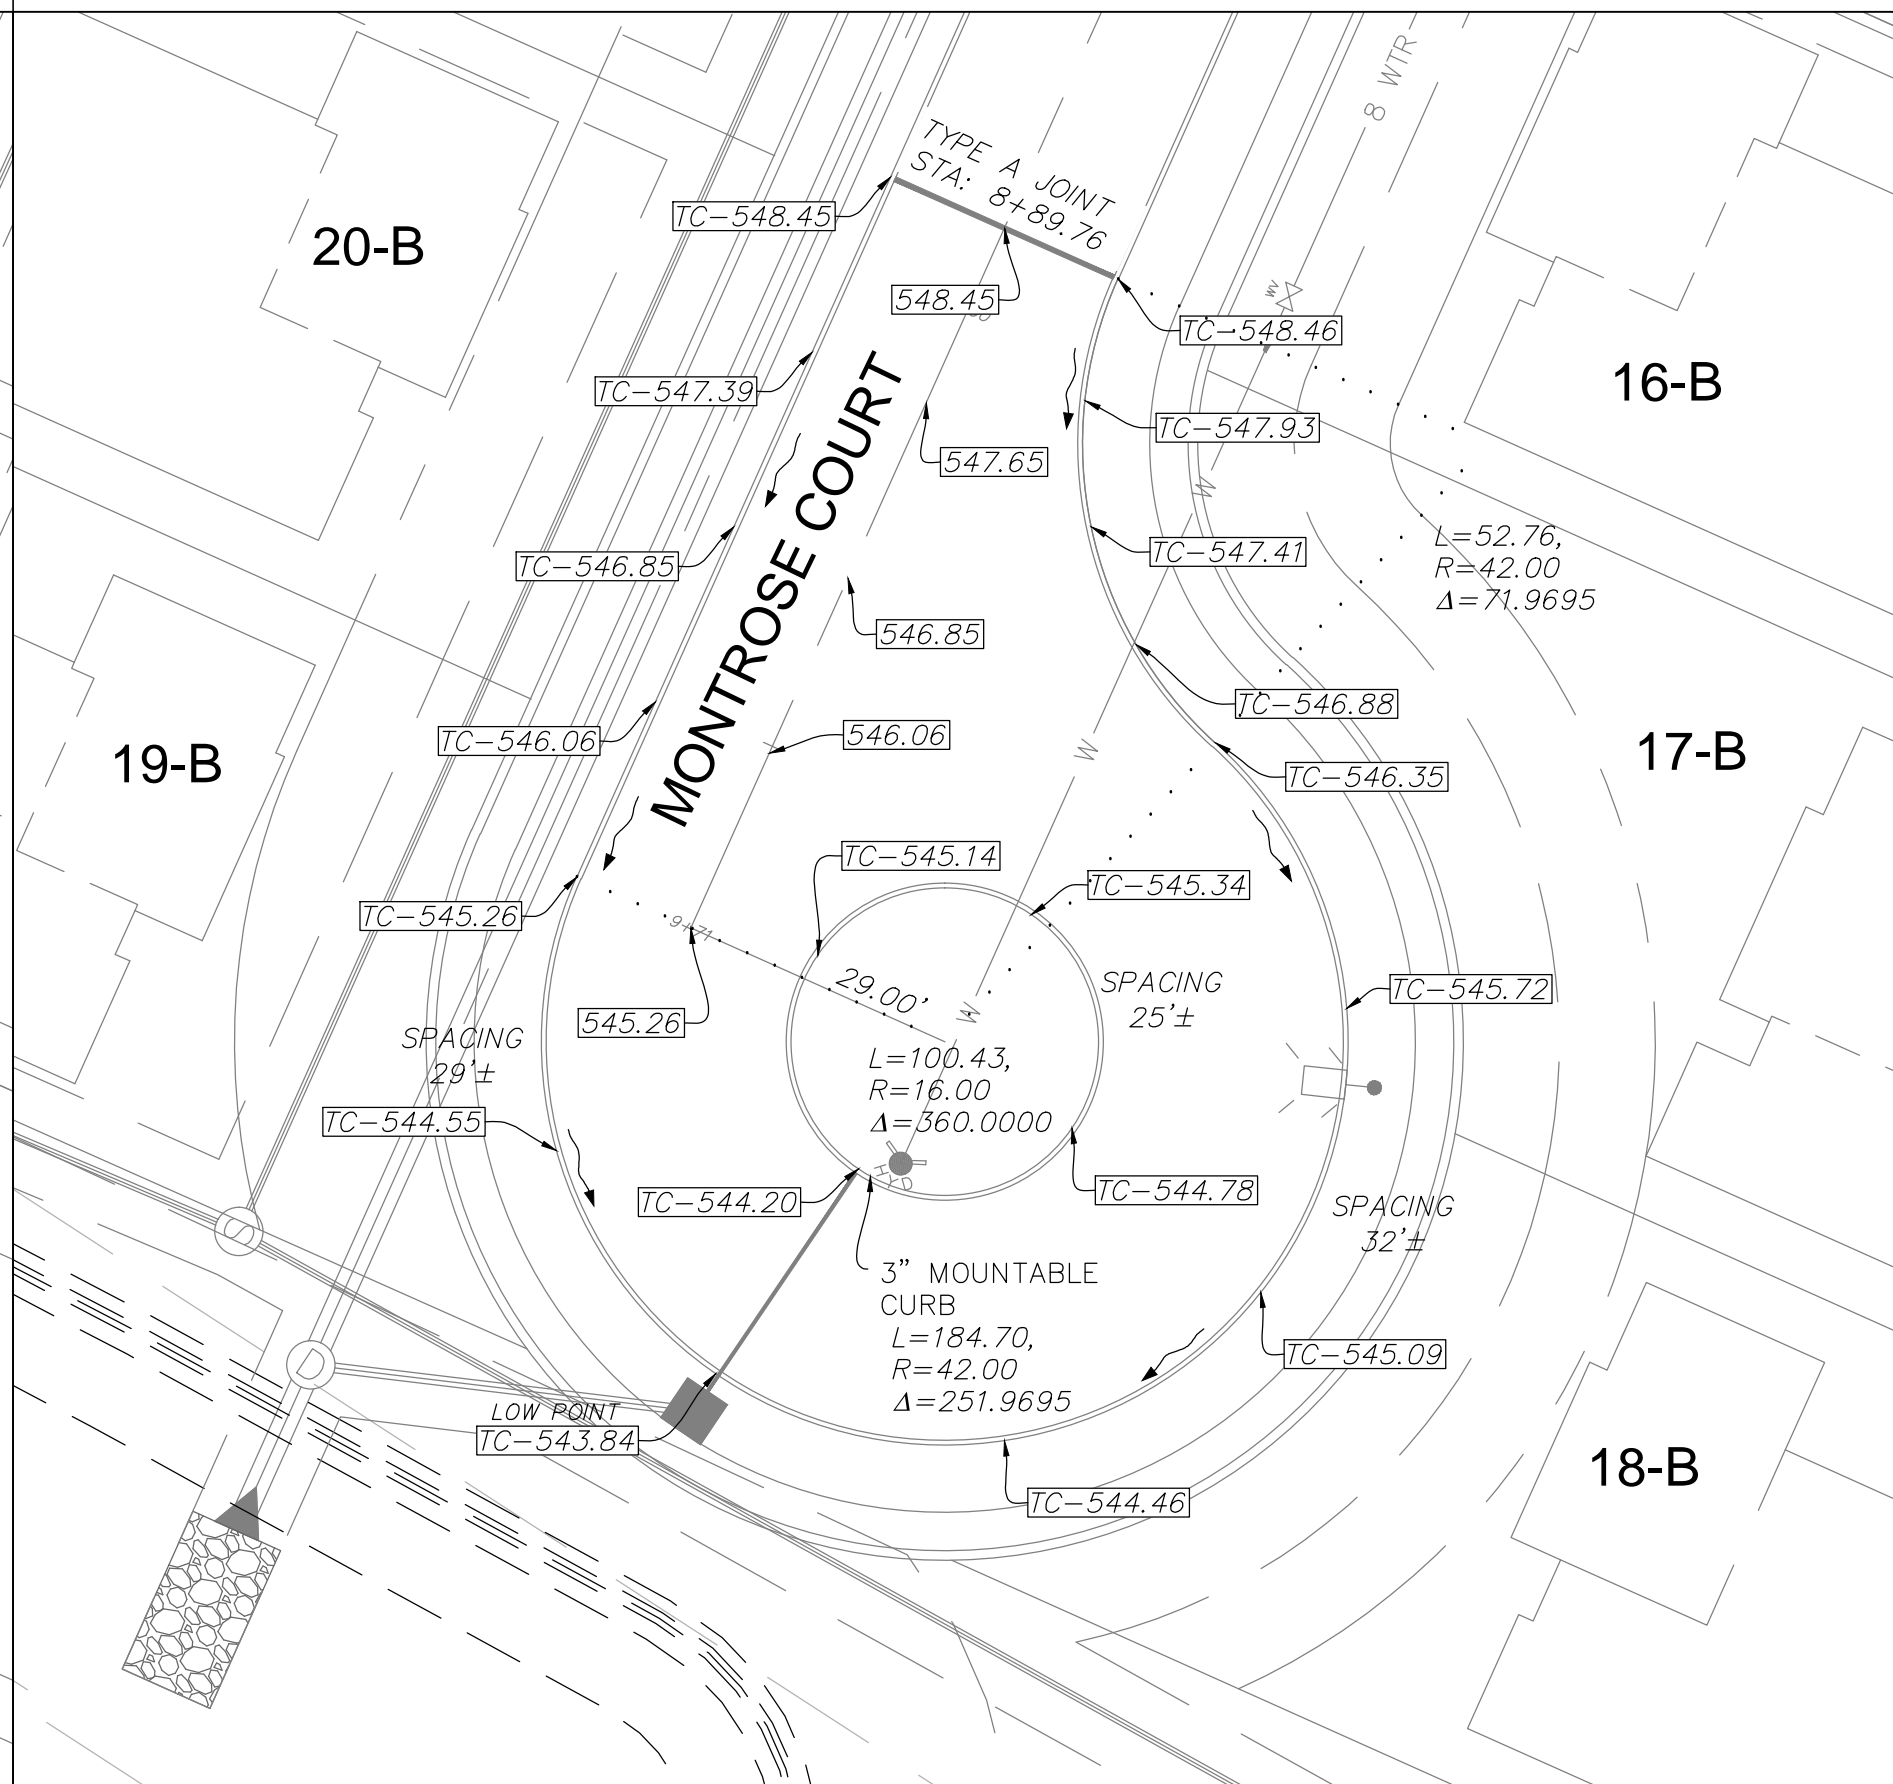 8 WTR
TYPE A JOINT
STA: 8+89.76
TC-548.45
20-B
548.45
wv
TC-548.46
16-B
TC-547.39
MONTROSE COURT
TC-547.93
547.65
W
L=52.76,
R=42.00
Δ=71.9695
TC-547.41
TC-546.85
546.85
TC-546.88
TC-546.06
546.06
W
17-B
19-B
TC-546.35
TC-545.14
TC-545.34
TC-545.26
9+71
29.00'
SPACING
25'±
TC-545.72
545.26
W
SPACING
29'±
L=100.43,
R=16.00
Δ=360.0000
TC-544.55
HYD
TC-544.20
TC-544.78
SPACING
32'±
S
3” MOUNTABLE
CURB
L=184.70,
R=42.00
Δ=251.9695
TC-545.09
D
LOW POINT
TC-543.84
18-B
TC-544.46